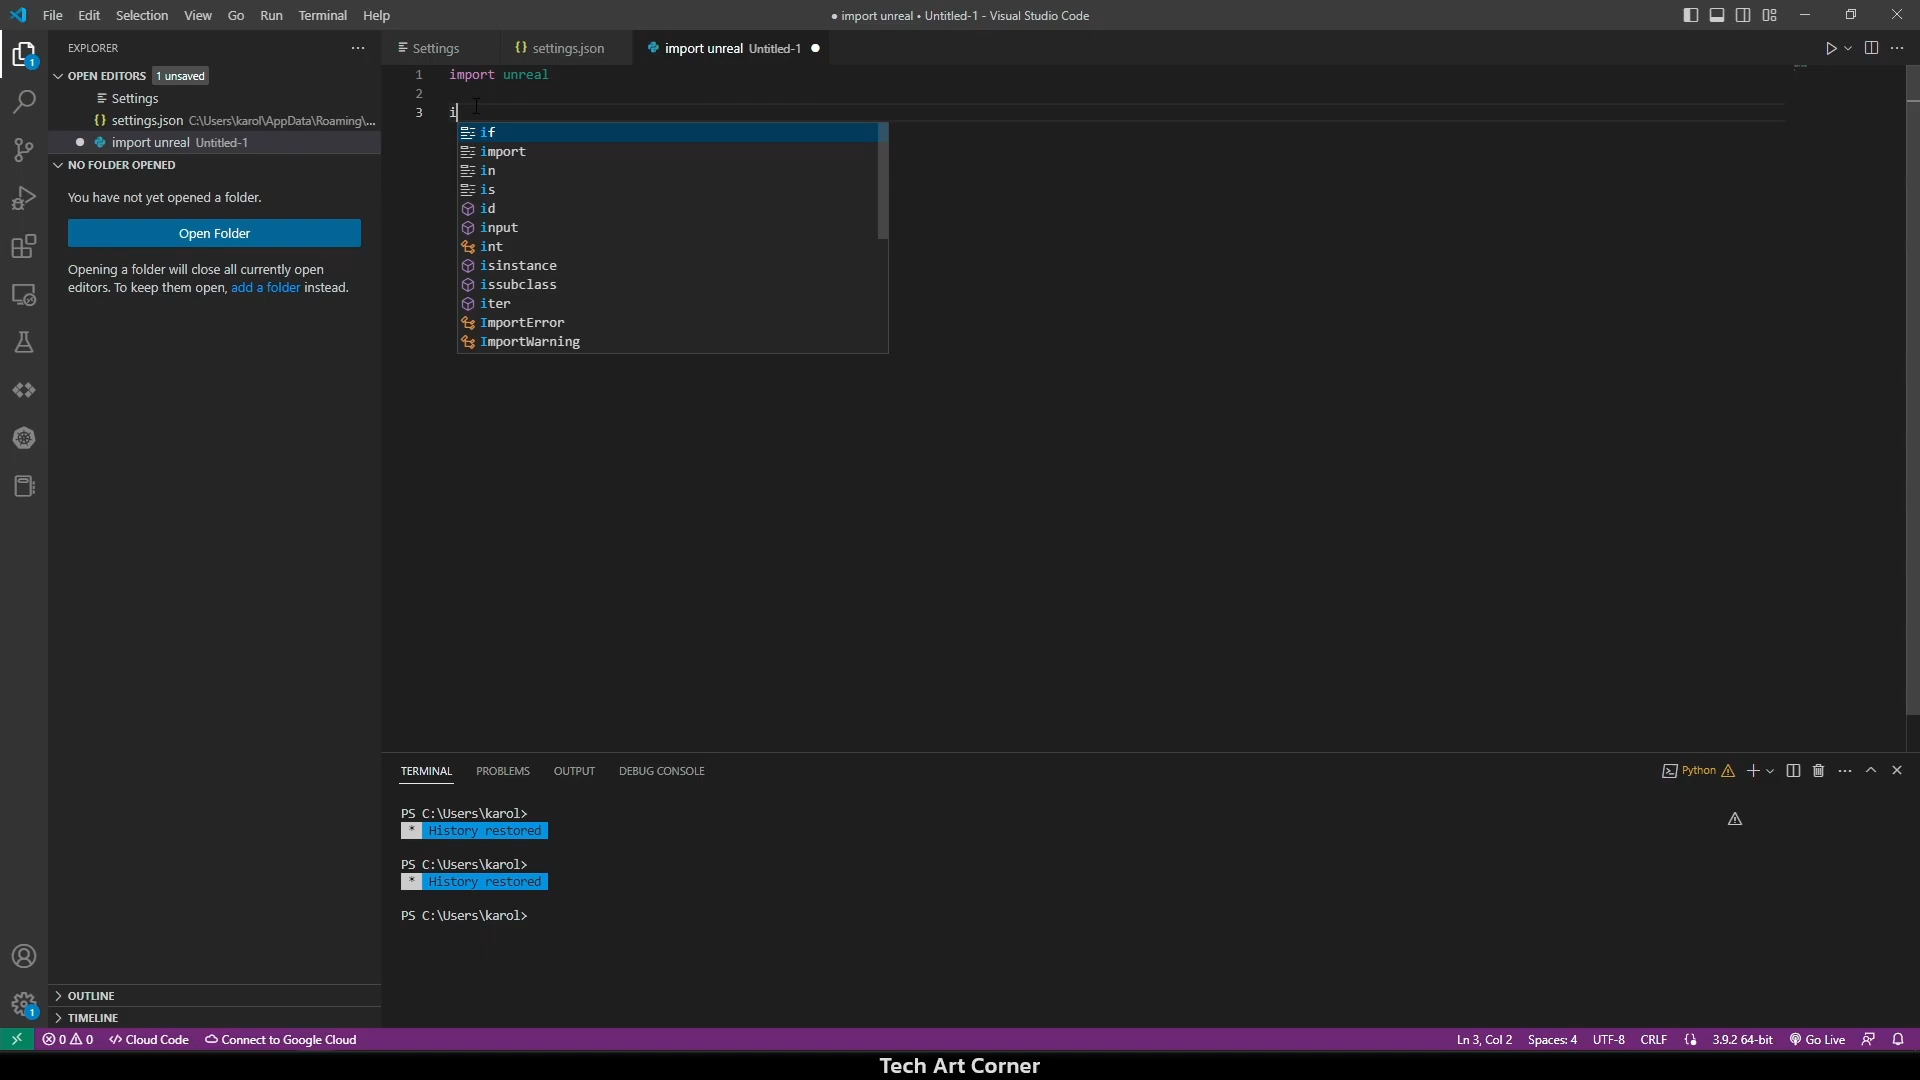 File Edit Selection View Go Run Terminal Help
● import unreal • Untitled-1 - Visual Studio Code
EXPLORER
Settings
{} settings.json
import unreal Untitled-1 ●
OPEN EDITORS 1 unsaved
Settings
{} settings.json C:\Users\karol\AppData\Roaming\...
● import unreal Untitled-1
NO FOLDER OPENED
You have not yet opened a folder.
Open Folder
Opening a folder will close all currently open
editors. To keep them open, add a folder instead.
1 import unreal
2
3 i
if
import
in
is
id
input
int
isinstance
issubclass
iter
ImportError
ImportWarning
TERMINAL PROBLEMS OUTPUT DEBUG CONSOLE
Python
PS C:\Users\karol>
* History restored
PS C:\Users\karol>
* History restored
PS C:\Users\karol>
1
1
OUTLINE
TIMELINE
0 0 Cloud Code Connect to Google Cloud
Ln 3, Col 2 Spaces: 4 UTF-8 CRLF 3.9.2 64-bit Go Live
Tech Art Corner